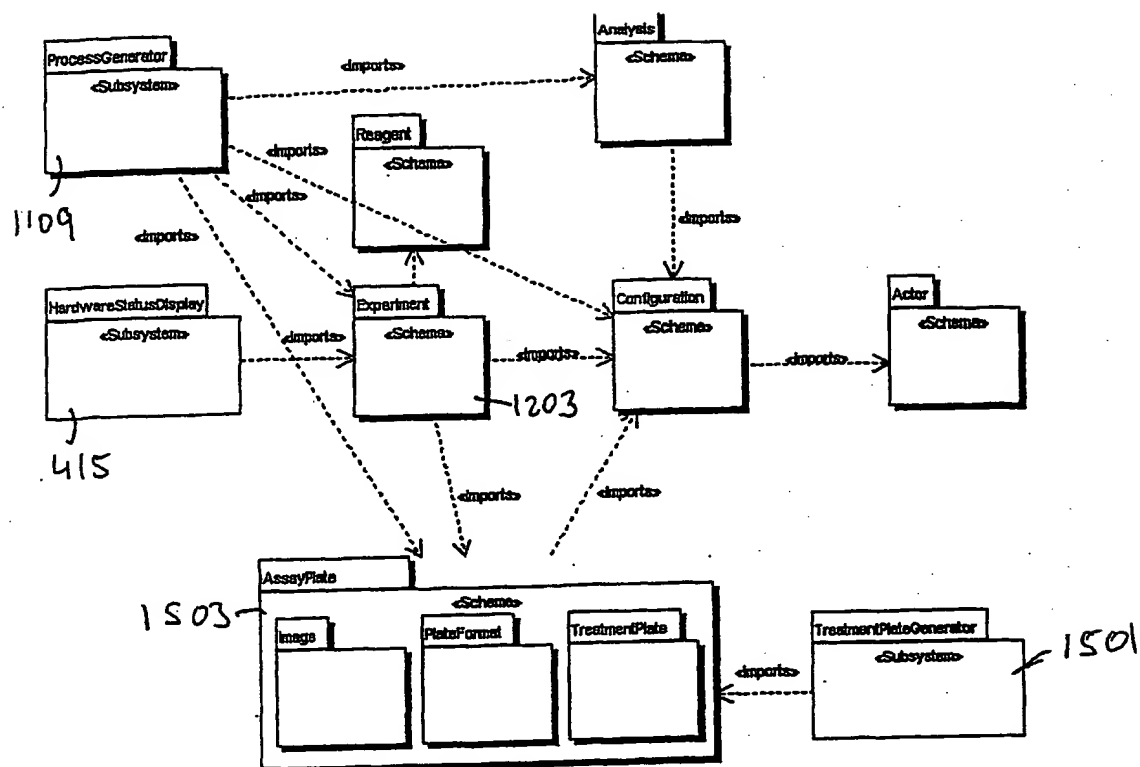 ProcessGenerator
«Subsystem»
1109
Analysis
«Schema»
«Imports»
Reagent
«Schema»
«Imports»
«Imports»
«Imports»
«Imports»
HardwareStatusDisplay
«Subsystem»
415
«Imports»
Experiment
«Schema»
1203
«Imports»
Configuration
«Schema»
«Imports»
Actor
«Schema»
«Imports»
«Imports»
AssayPlate
«Schema»
1503
Image
PlateFormat
TreatmentPlate
«Imports»
TreatmentPlateGenerator
«Subsystem»
1501